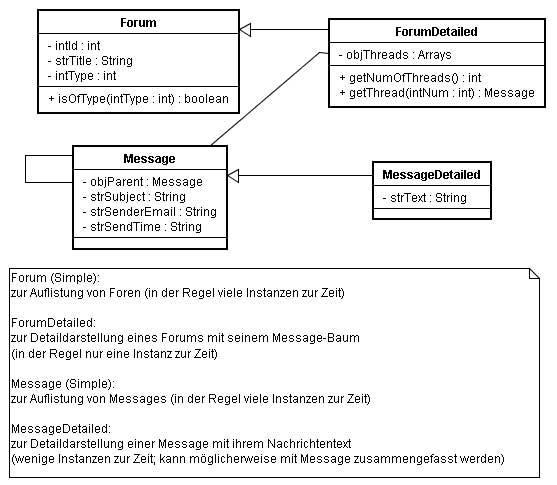 Forum
- intId : int
- strTitle : String
- intType : int
+ isOfType(intType : int) : boolean
ForumDetailed
- objThreads : Arrays
+ getNumOfThreads() : int
+ getThread(intNum : int) : Message
Message
- objParent : Message
- strSubject : String
- strSenderEmail : String
- strSendTime : String
MessageDetailed
- strText : String
Forum (Simple):
zur Auflistung von Foren (in der Regel viele Instanzen zur Zeit)
ForumDetailed:
zur Detaildarstellung eines Forums mit seinem Message-Baum
(in der Regel nur eine Instanz zur Zeit)
Message (Simple):
zur Auflistung von Messages (in der Regel viele Instanzen zur Zeit)
MessageDetailed:
zur Detaildarstellung einer Message mit ihrem Nachrichtentext
(wenige Instanzen zur Zeit; kann möglicherweise mit Message zusammengefasst werden)